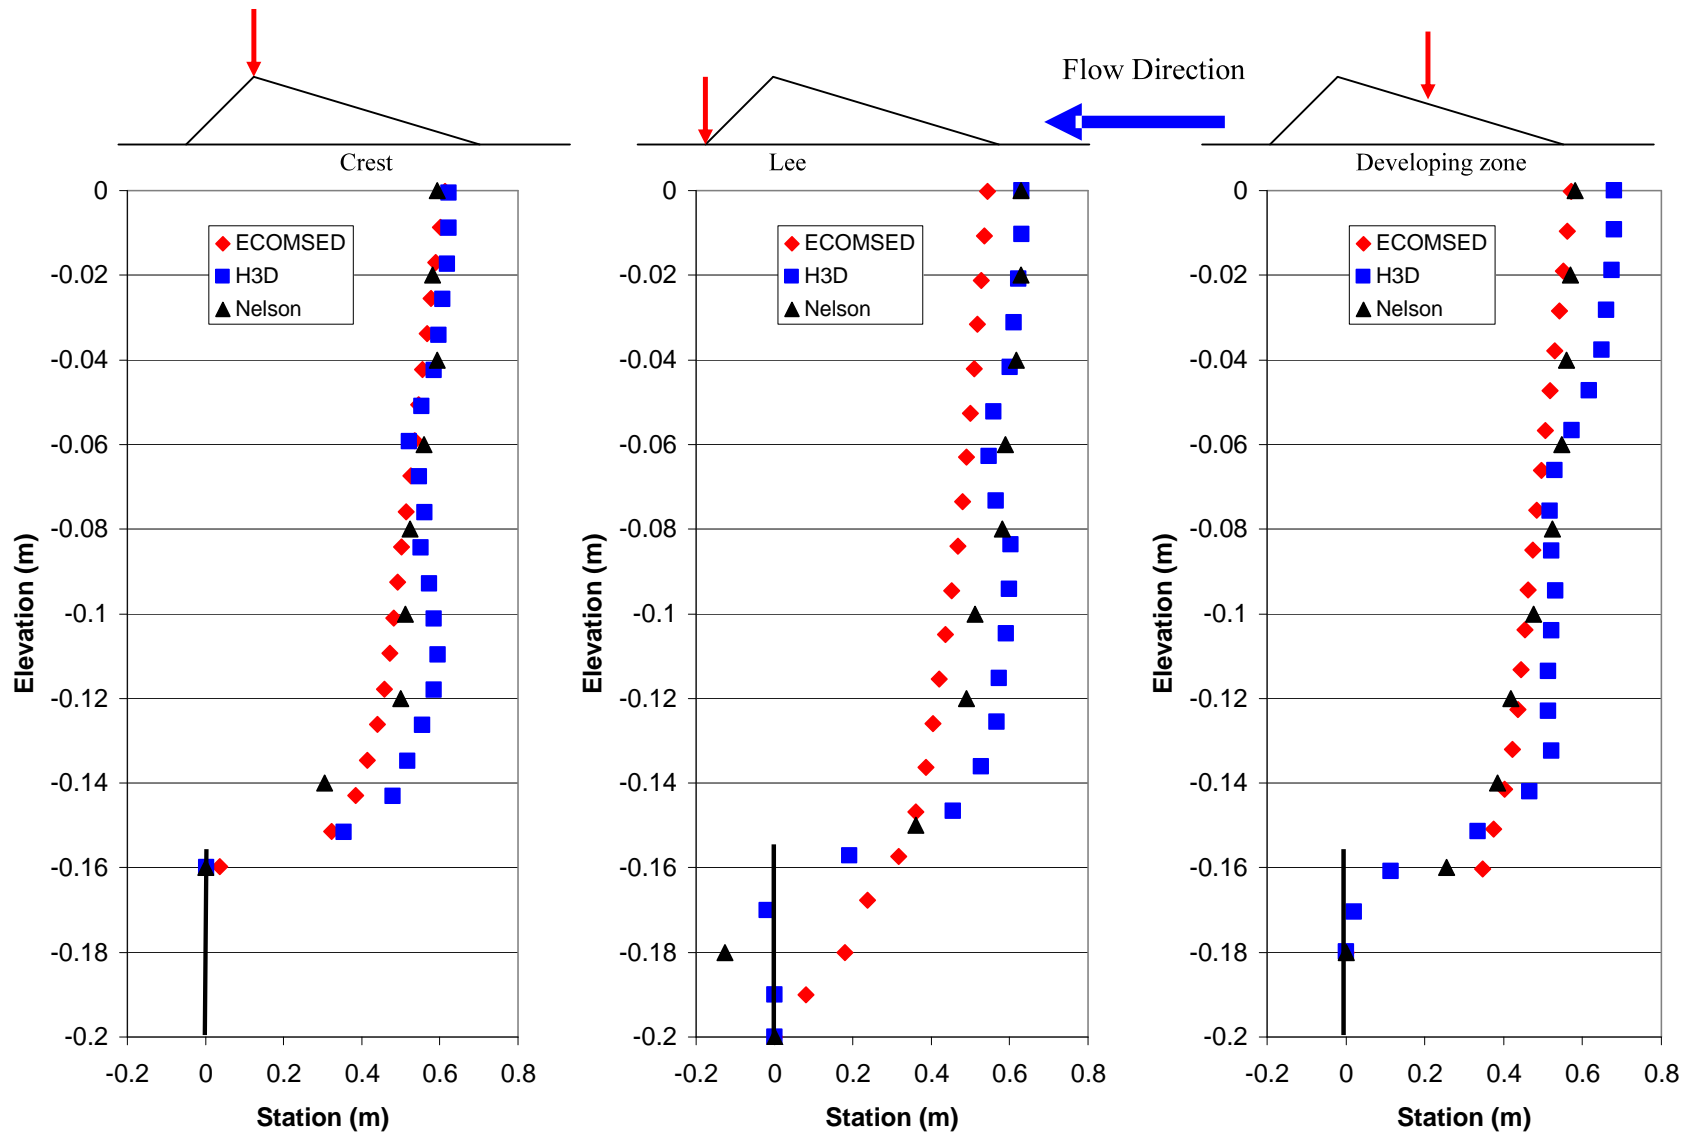 Flow Direction
Crest
Lee
Developing zone
0
-0.02
-0.04
-0.06
-0.08
-0.1
-0.12
-0.14
-0.16
-0.18
-0.2
ECOMSED
H3D
Nelson
Elevation (m)
-0.2 0 0.2 0.4 0.6 0.8
Station (m)
0
-0.02
-0.04
-0.06
-0.08
-0.1
-0.12
-0.14
-0.16
-0.18
-0.2
ECOMSED
H3D
Nelson
Elevation (m)
-0.2 0 0.2 0.4 0.6 0.8
Station (m)
0
-0.02
-0.04
-0.06
-0.08
-0.1
-0.12
-0.14
-0.16
-0.18
-0.2
ECOMSED
H3D
Nelson
Elevation (m)
-0.2 0 0.2 0.4 0.6 0.8
Station (m)